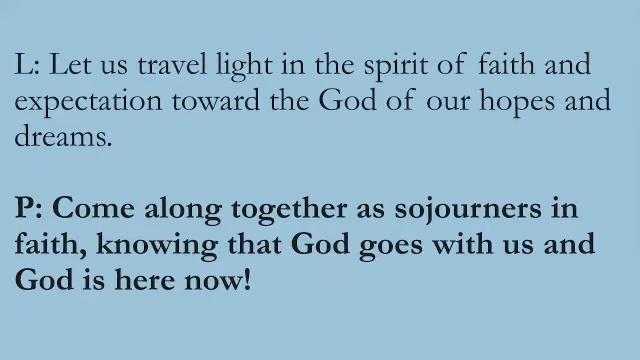 L: Let us travel light in the spirit of faith and
expectation toward the God of our hopes and
dreams.
P: Come along together as sojourners in
faith, knowing that God goes with us and
God is here now!